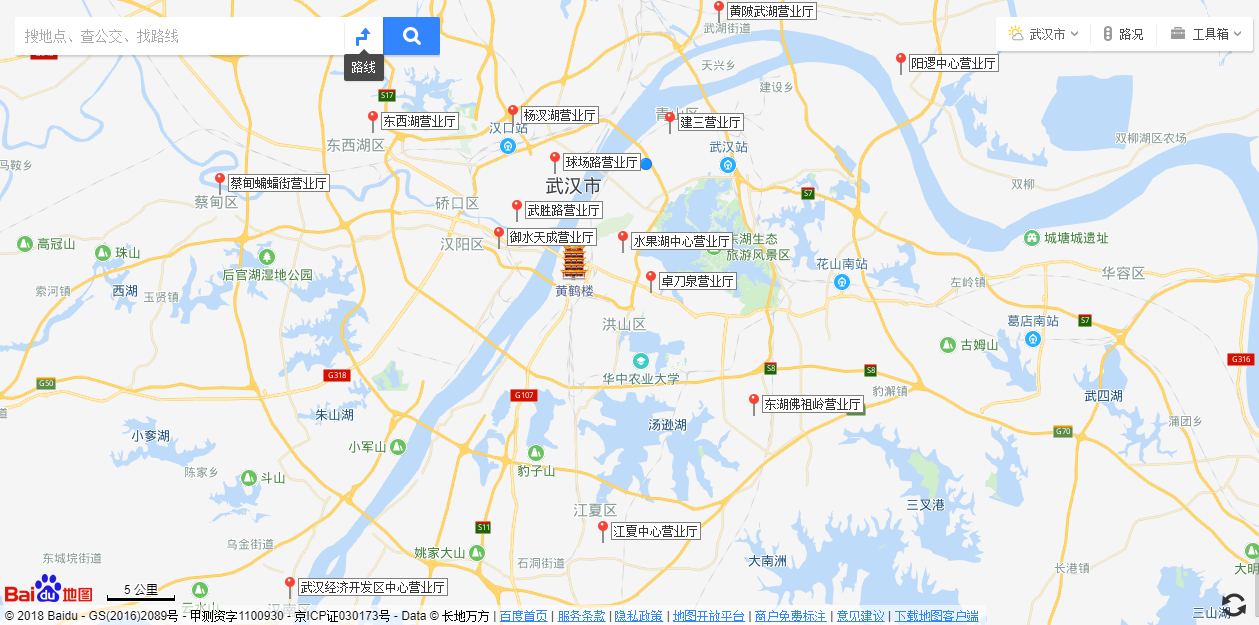 黄陂武湖营业厅
武湖街道
搜地点、查公交、找路线
武汉市
路况
工具箱
路线
天兴乡
阳逻中心营业厅
建设乡
S17
东西湖营业厅
杨汊湖营业厅
汉口站
青山区
建三营业厅
双柳湖区农场
东西湖区
武汉站
球场路营业厅
马鞍乡
武汉市
蔡甸蝙蝠街营业厅
双柳
S7
蔡甸区
硚口区
武胜路营业厅
高冠山
珠山
汉阳区
御水天成营业厅
水果湖中心营业厅
东湖生态
旅游风景区
城塘城遗址
后官湖湿地公园
花山南站
华容区
卓刀泉营业厅
左岭镇
索河镇
西湖
玉贤镇
黄鹤楼
洪山区
葛店南站
S7
古姆山
G316
华中农业大学
S8
S8
G318
G50
G107
豹澥镇
武四湖
东湖佛祖岭营业厅
朱山湖
汤逊湖
蒲团乡
小奓湖
小军山
G70
豹子山
陈家乡
斗山
三叉港
江夏区
江夏中心营业厅
S11
乌金街道
姚家大山
东城垸街道
石洞街道
大南洲
长港镇
大明
武汉经济开发区中心营业厅
Bai du 地图
5 公里
三山湖
© 2018 Baidu - GS(2016)2089号 - 甲测资字1100930 - 京ICP证030173号 - Data © 长地万方 | 百度首页 | 服务条款 | 隐私政策 | 地图开放平台 | 商户免费标注 | 意见建议 | 下载地图客户端